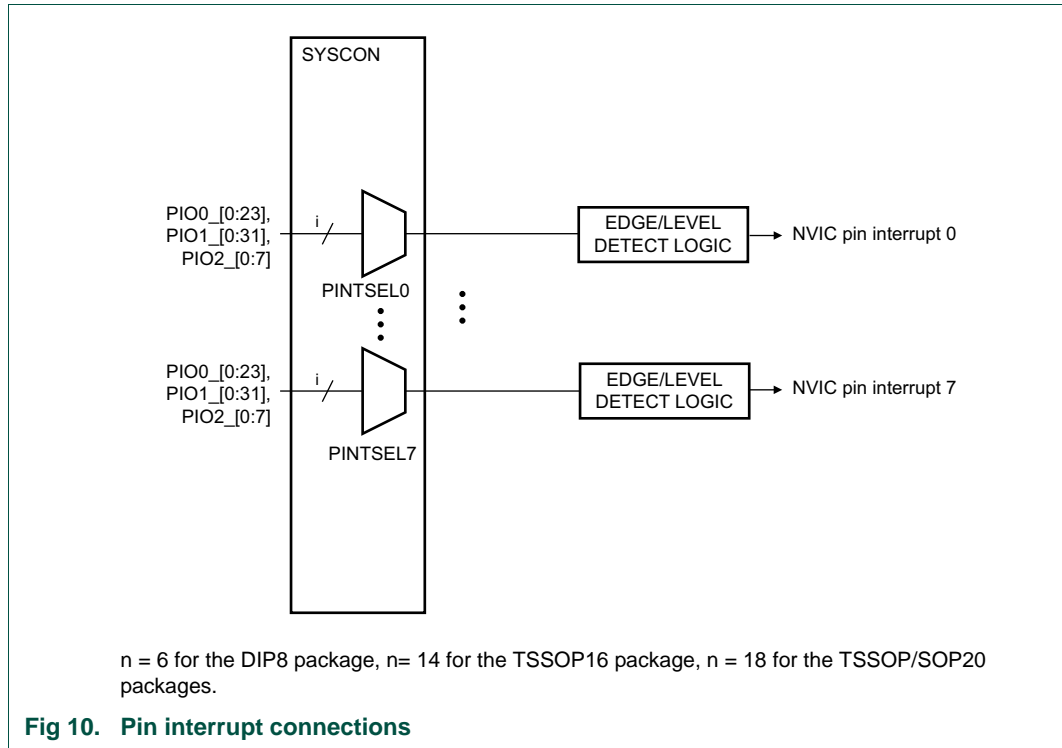 SYSCON
PIO0_[0:23],
PIO1_[0:31],
PIO2_[0:7]
i
PINTSEL0
EDGE/LEVEL
DETECT LOGIC
NVIC pin interrupt 0
PIO0_[0:23],
PIO1_[0:31],
PIO2_[0:7]
i
PINTSEL7
EDGE/LEVEL
DETECT LOGIC
NVIC pin interrupt 7
n = 6 for the DIP8 package, n= 14 for the TSSOP16 package, n = 18 for the TSSOP/SOP20
packages.
Fig 10. Pin interrupt connections